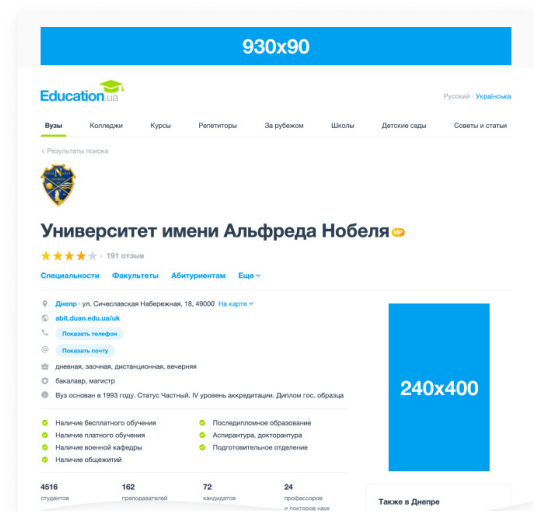 930x90
Education.ua
Русский · Українська
Вузы Колледжи Курсы Репетиторы За рубежом Школы Детские сады Советы и статьи
‹ Результаты поиска
N
Университет имени Альфреда Нобеля VIP
· 191 отзыв
Специальности Факультеты Абитуриентам Еще
Днепр · ул. Сичеславская Набережная, 18, 49000 На карте
abit.duan.edu.ua/uk
Показать телефон
Показать почту
дневная, заочная, дистанционная, вечерняя
бакалавр, магистр
Вуз основан в 1993 году. Статус Частный. IV уровень аккредитации. Диплом гос. образца
240x400
Наличие бесплатного обучения Последипломное образование
Наличие платного обучения Аспирантура, докторантура
Наличие военной кафедры Подготовительное отделение
Наличие общежитий
4516 162 72 24
студентов преподавателей кандидатов профессоров
и докторов наук
Также в Днепре